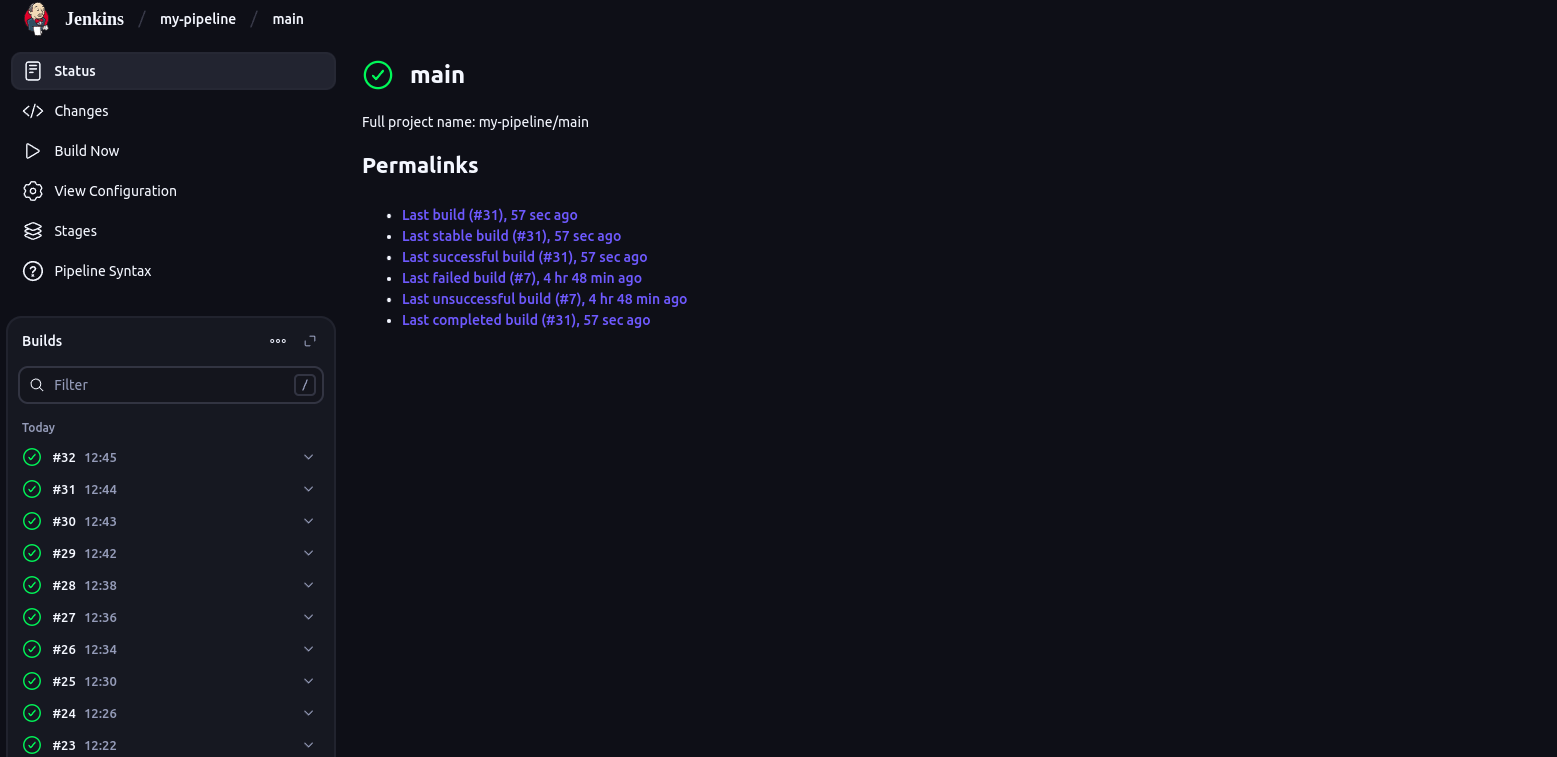 Jenkins / my-pipeline / main
Status
Changes
Build Now
View Configuration
Stages
Pipeline Syntax
Builds
Filter /
Today
#32 12:45
#31 12:44
#30 12:43
#29 12:42
#28 12:38
#27 12:36
#26 12:34
#25 12:30
#24 12:26
#23 12:22
main
Full project name: my-pipeline/main
Permalinks
Last build (#31), 57 sec ago
Last stable build (#31), 57 sec ago
Last successful build (#31), 57 sec ago
Last failed build (#7), 4 hr 48 min ago
Last unsuccessful build (#7), 4 hr 48 min ago
Last completed build (#31), 57 sec ago